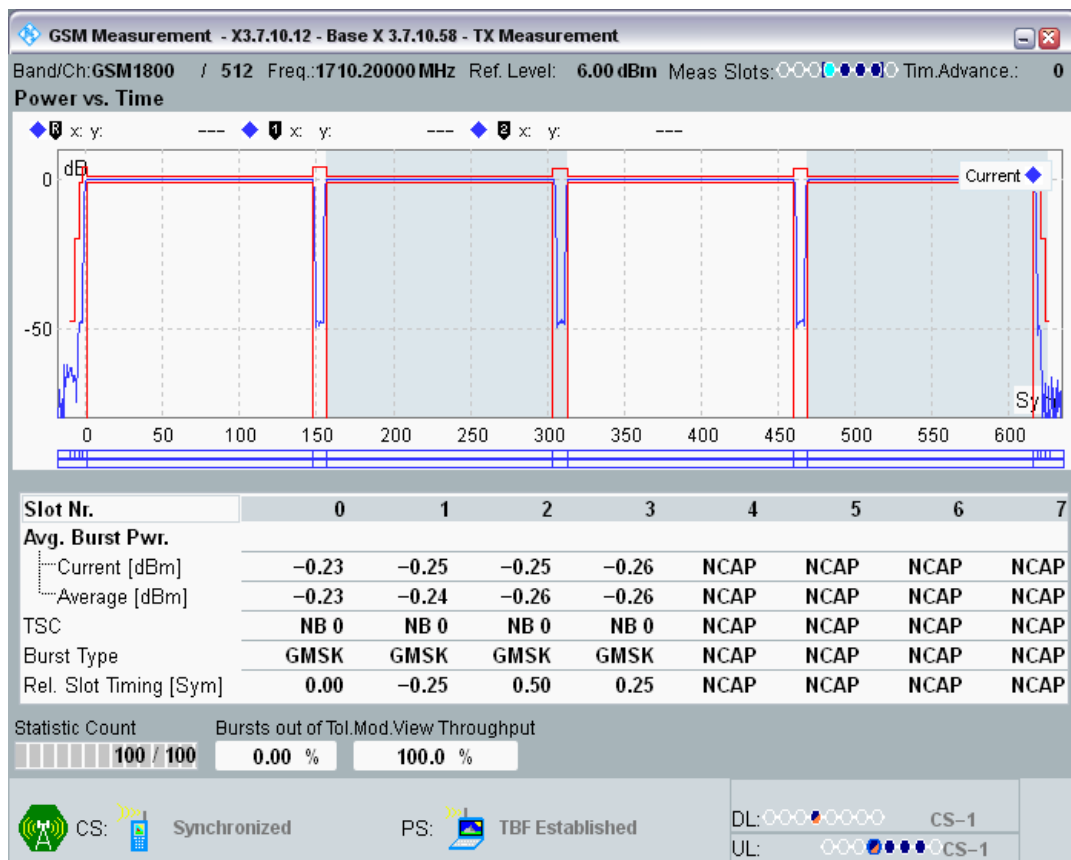 GSM Measurement - X3.7.10.12 - Base X 3.7.10.58 - TX Measurement
Band/Ch:GSM1800 / 512 Freq.:1710.20000 MHz Ref. Level: 6.00 dBm Meas Slots: Tim.Advance.: 0
Power vs. Time
R x: y: --- 1 x: y: --- 2 x: y: ---
dB
Current
0
-50
Sy
0 50 100 150 200 250 300 350 400 450 500 550 600
Slot Nr. 0 1 2 3 4 5 6 7
Avg. Burst Pwr.
Current [dBm] −0.23 −0.25 −0.25 −0.26 NCAP NCAP NCAP NCAP
Average [dBm] −0.23 −0.24 −0.26 −0.26 NCAP NCAP NCAP NCAP
TSC NB 0 NB 0 NB 0 NB 0 NCAP NCAP NCAP NCAP
Burst Type GMSK GMSK GMSK GMSK NCAP NCAP NCAP NCAP
Rel. Slot Timing [Sym] 0.00 −0.25 0.50 0.25 NCAP NCAP NCAP NCAP
Statistic Count Bursts out of Tol.Mod.View Throughput
100 / 100 0.00 % 100.0 %
CS: Synchronized PS: TBF Established
DL: CS−1
UL: CS−1